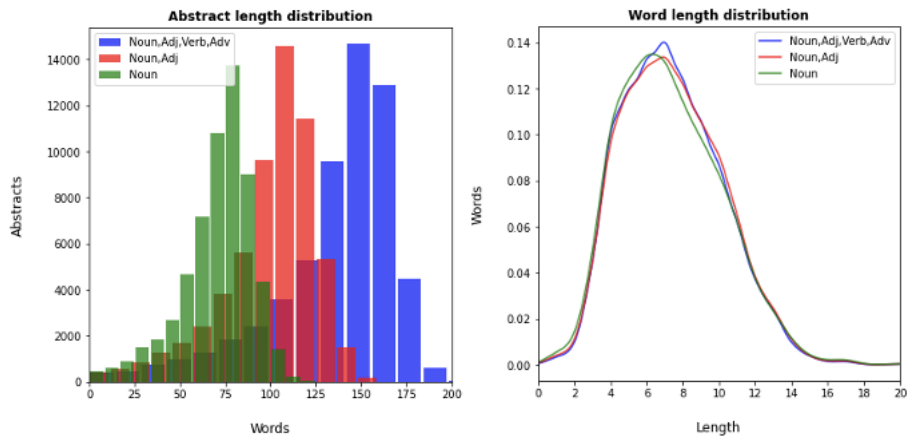 Abstract length distribution
Noun,Adj,Verb,Adv
Noun,Adj
Noun
14000
12000
10000
8000
6000
4000
2000
0
Abstracts
0 25 50 75 100 125 150 175 200
Words
Word length distribution
Noun,Adj,Verb,Adv
Noun,Adj
Noun
0.14
0.12
0.10
0.08
0.06
0.04
0.02
0.00
Words
0 2 4 6 8 10 12 14 16 18 20
Length